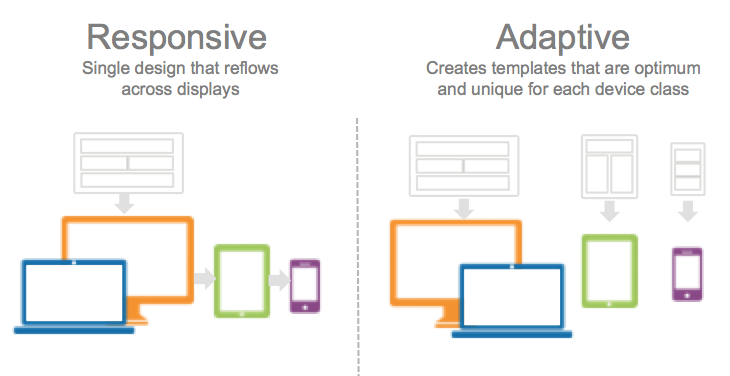 Responsive
Single design that reflows
across displays
Adaptive
Creates templates that are optimum
and unique for each device class